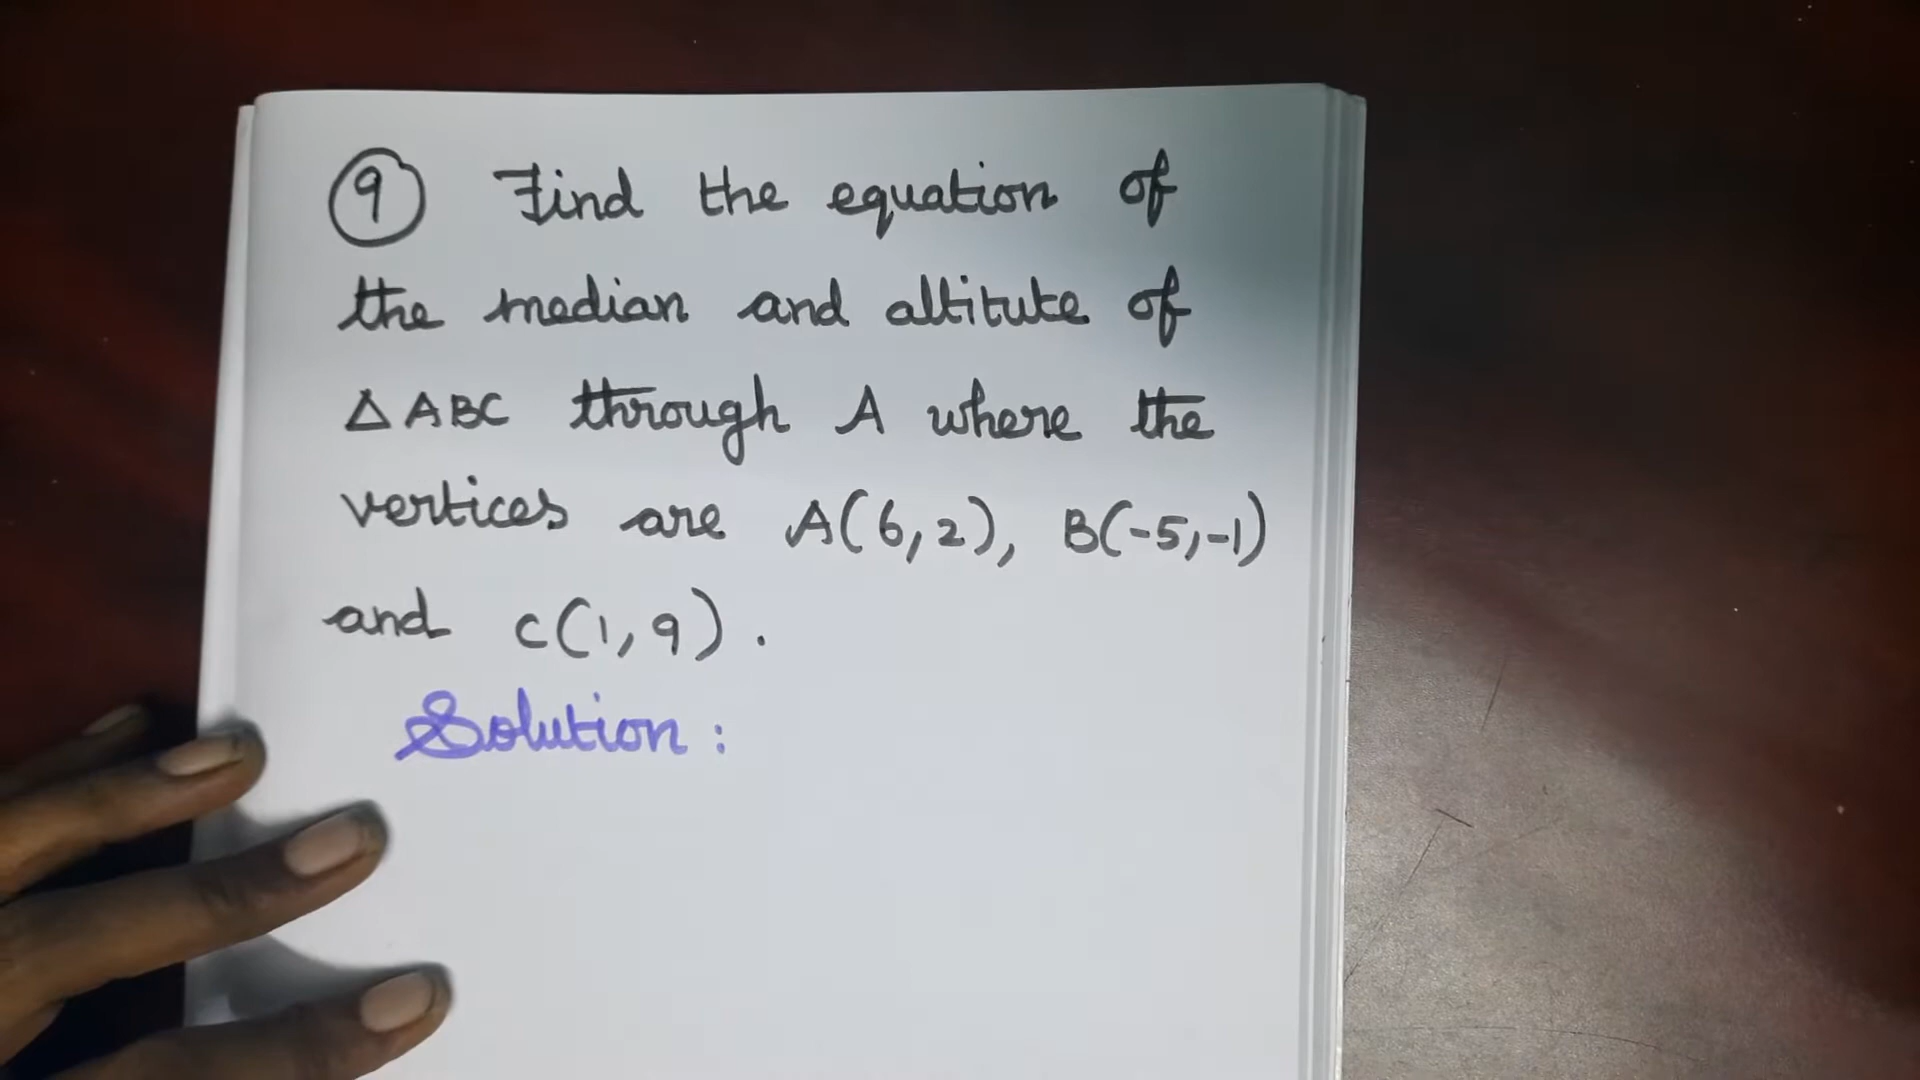 9 Find the equation of
the median and altitute of
△ABC through A where the
vertices are A(6,2), B(-5,-1)
and C(1,9).
Solution: